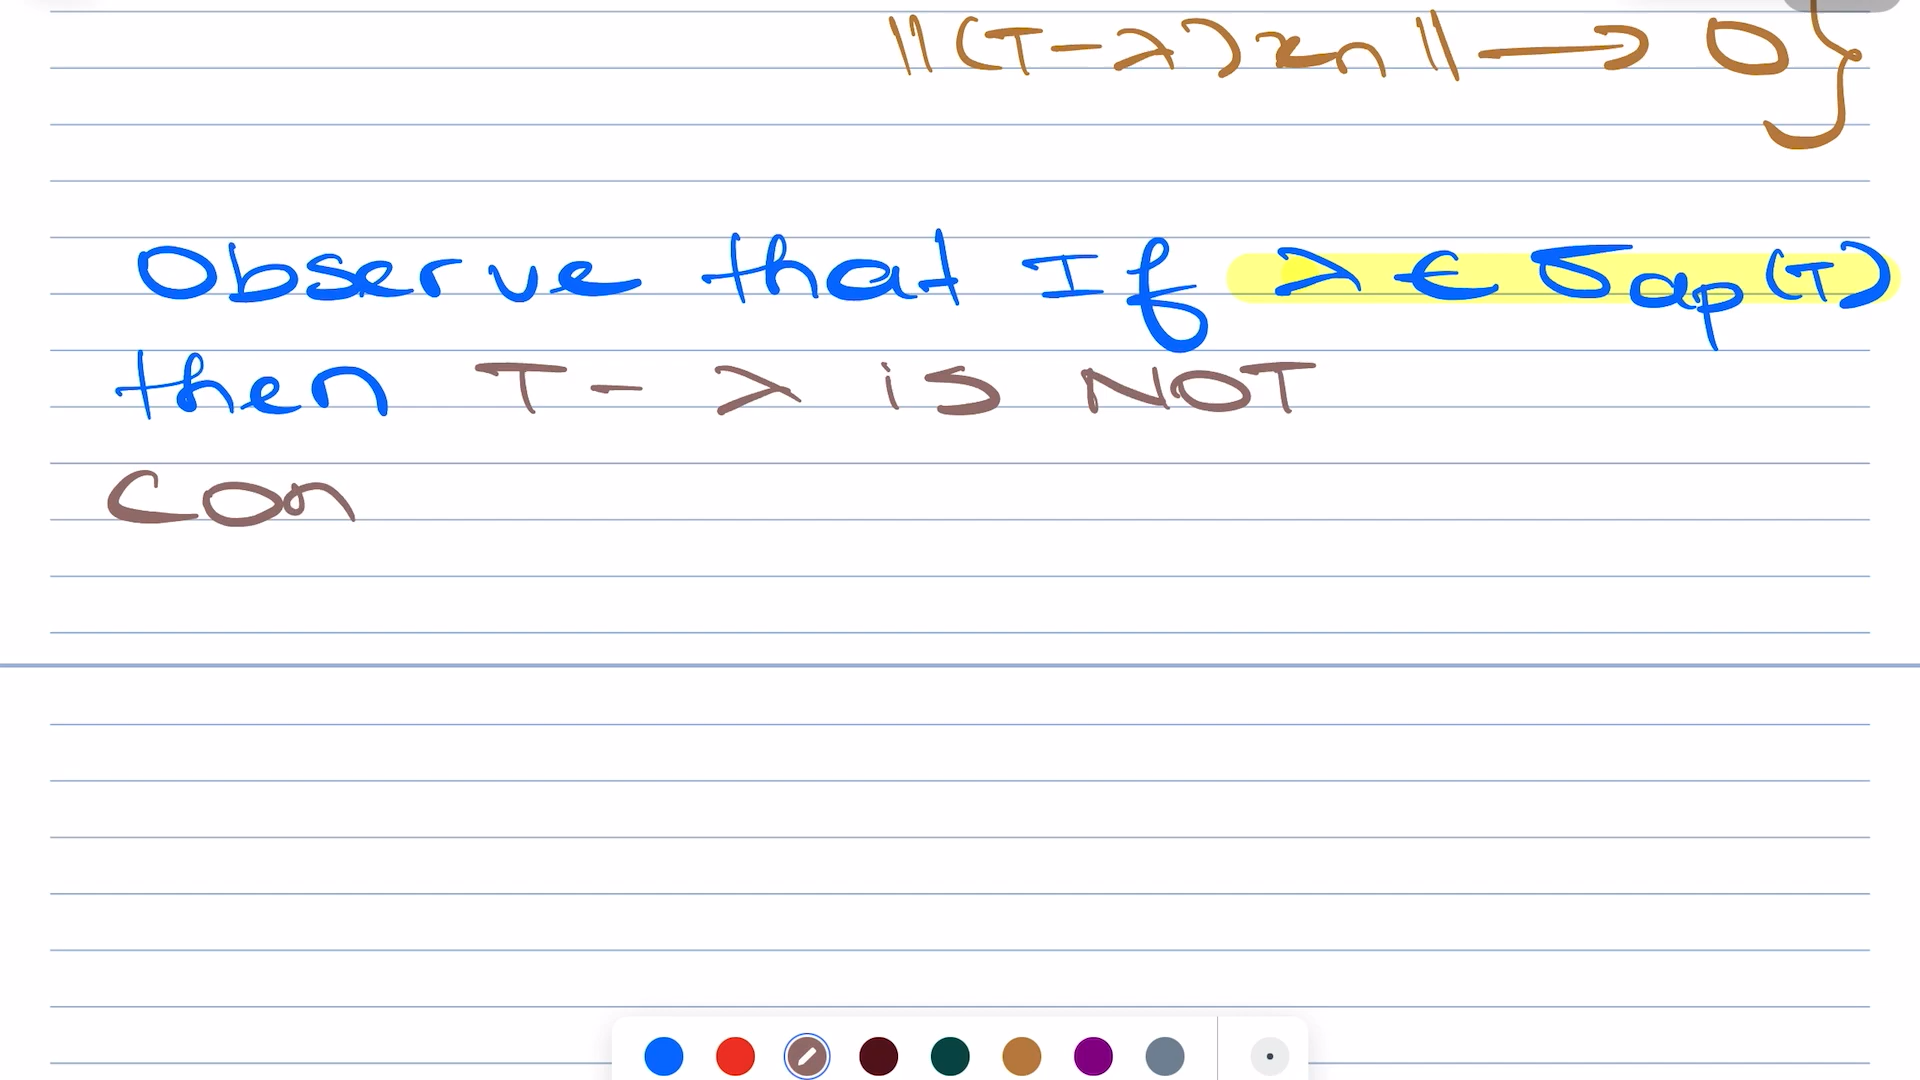 ||(T-λ)xn|| → 0}
Observe that If λ ∈ σap(T)
then T - λ is NOT
Con